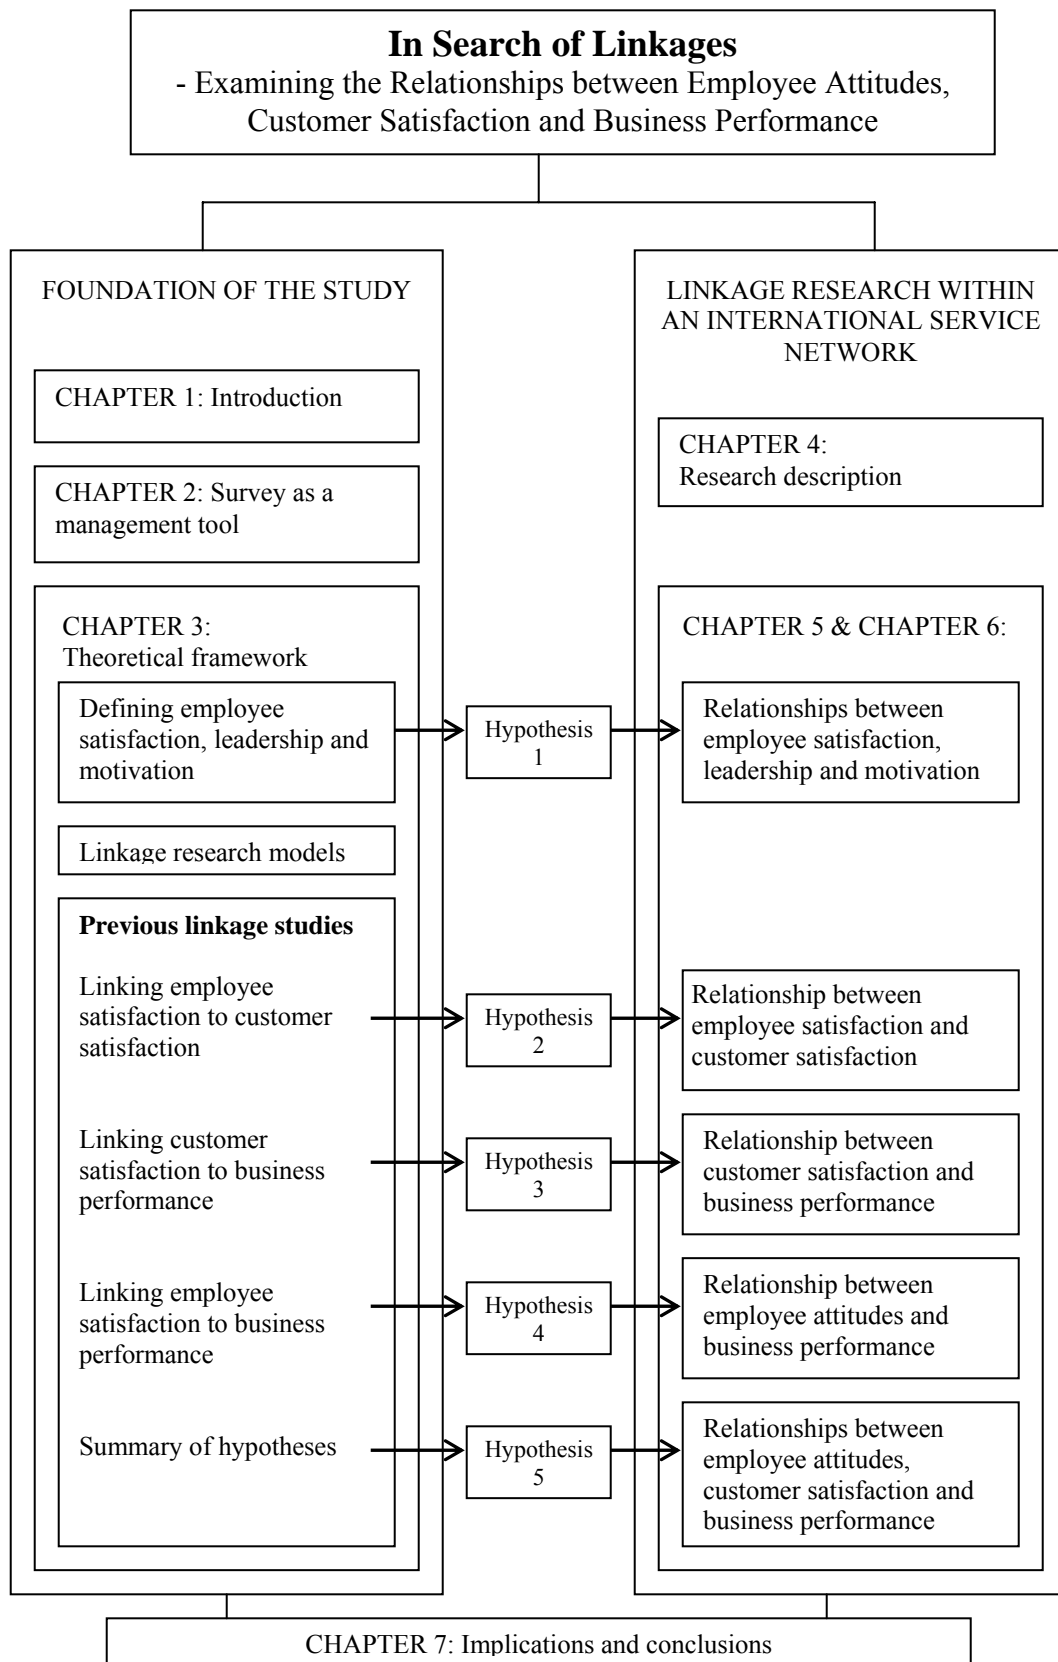 In Search of Linkages
- Examining the Relationships between Employee Attitudes,
Customer Satisfaction and Business Performance
FOUNDATION OF THE STUDY
CHAPTER 1: Introduction
CHAPTER 2: Survey as a
management tool
CHAPTER 3:
Theoretical framework
Defining employee
satisfaction, leadership and
motivation
Linkage research models
Previous linkage studies
Linking employee
satisfaction to customer
satisfaction
Linking customer
satisfaction to business
performance
Linking employee
satisfaction to business
performance
Summary of hypotheses
Hypothesis
1
Hypothesis
2
Hypothesis
3
Hypothesis
4
Hypothesis
5
LINKAGE RESEARCH WITHIN
AN INTERNATIONAL SERVICE
NETWORK
CHAPTER 4:
Research description
CHAPTER 5 & CHAPTER 6:
Relationships between
employee satisfaction,
leadership and motivation
Relationship between
employee satisfaction and
customer satisfaction
Relationship between
customer satisfaction and
business performance
Relationship between
employee attitudes and
business performance
Relationships between
employee attitudes,
customer satisfaction and
business performance
CHAPTER 7: Implications and conclusions